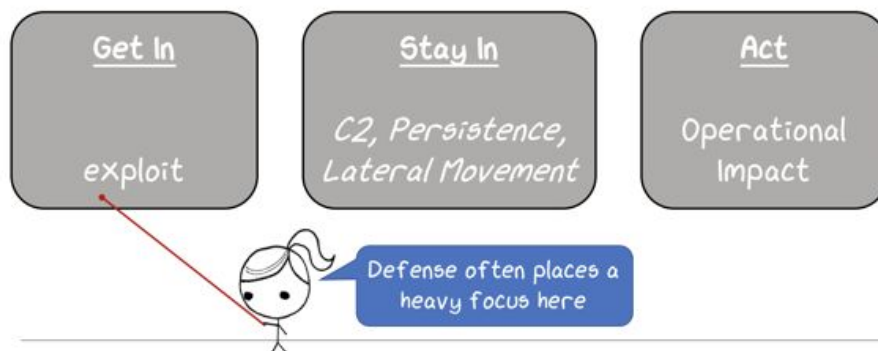 Get In
exploit
Stay In
C2, Persistence,
Lateral Movement
Act
Operational
Impact
Defense often places a
heavy focus here